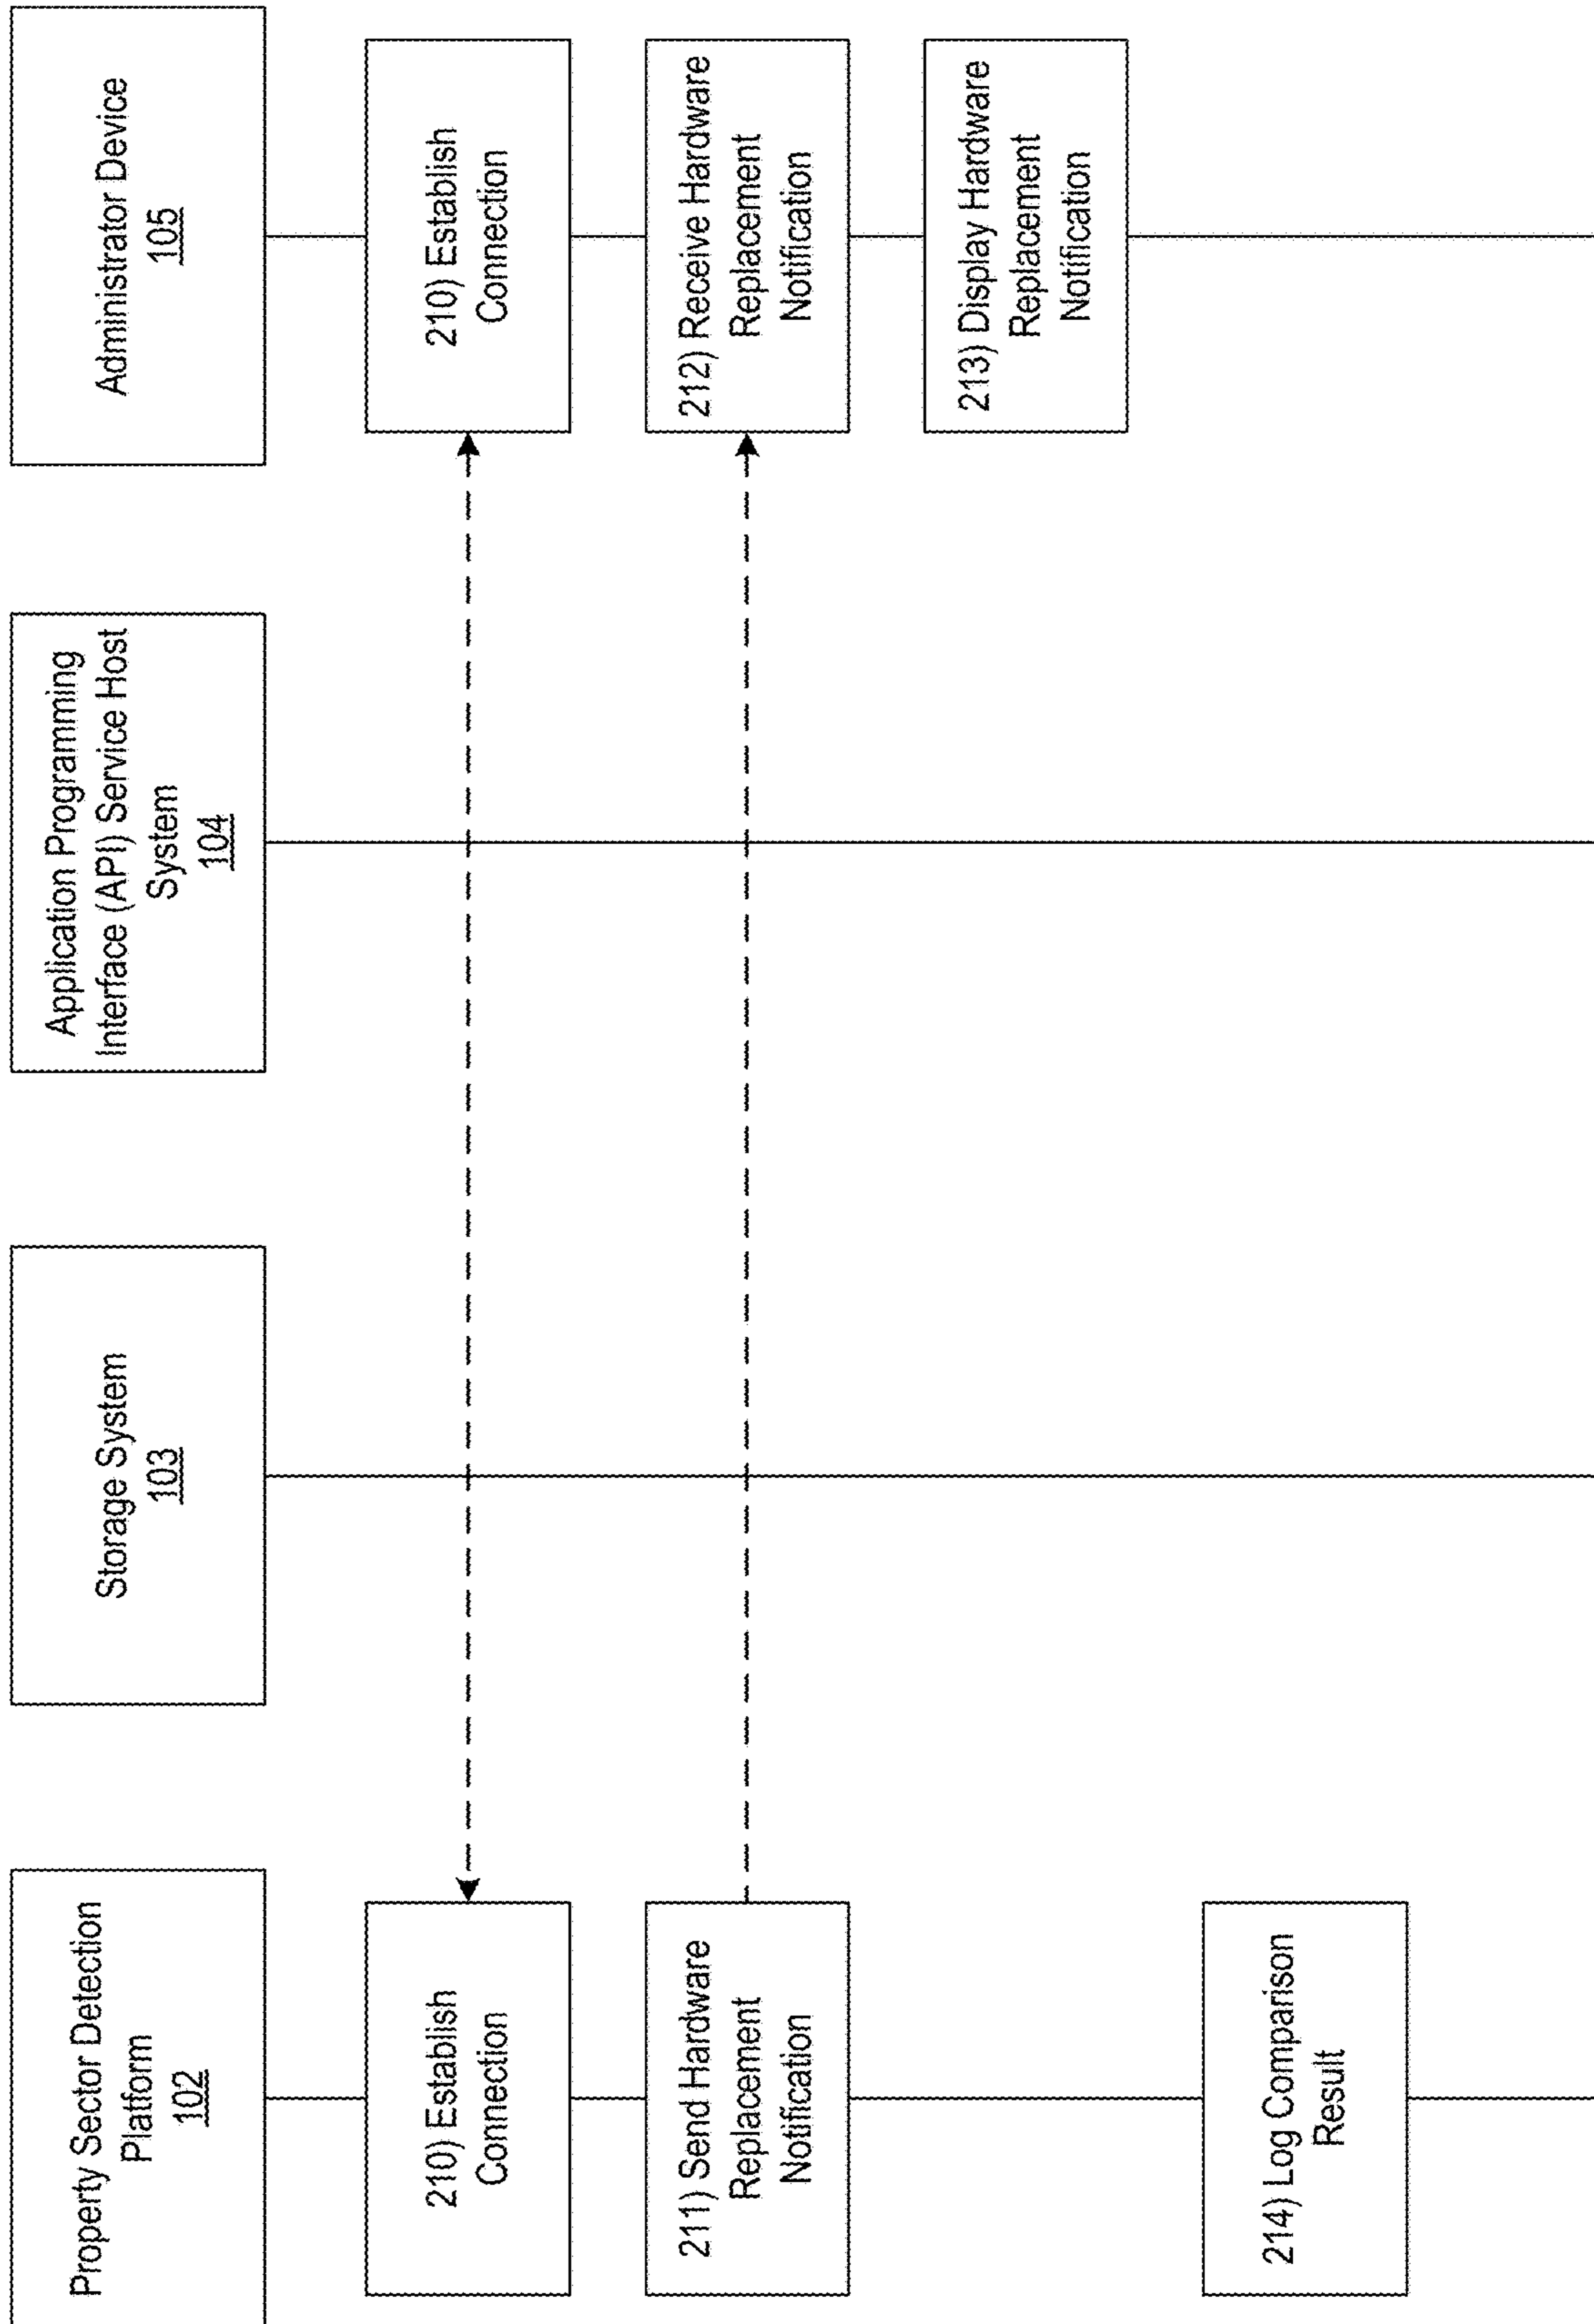 Property Sector Detection
Platform
102
Storage System
103
Application Programming
Interface (API) Service Host
System
104
Administrator Device
105
210) Establish
Connection
210) Establish
Connection
211) Send Hardware
Replacement
Notification
212) Receive Hardware
Replacement
Notification
213) Display Hardware
Replacement
Notification
214) Log Comparison
Result